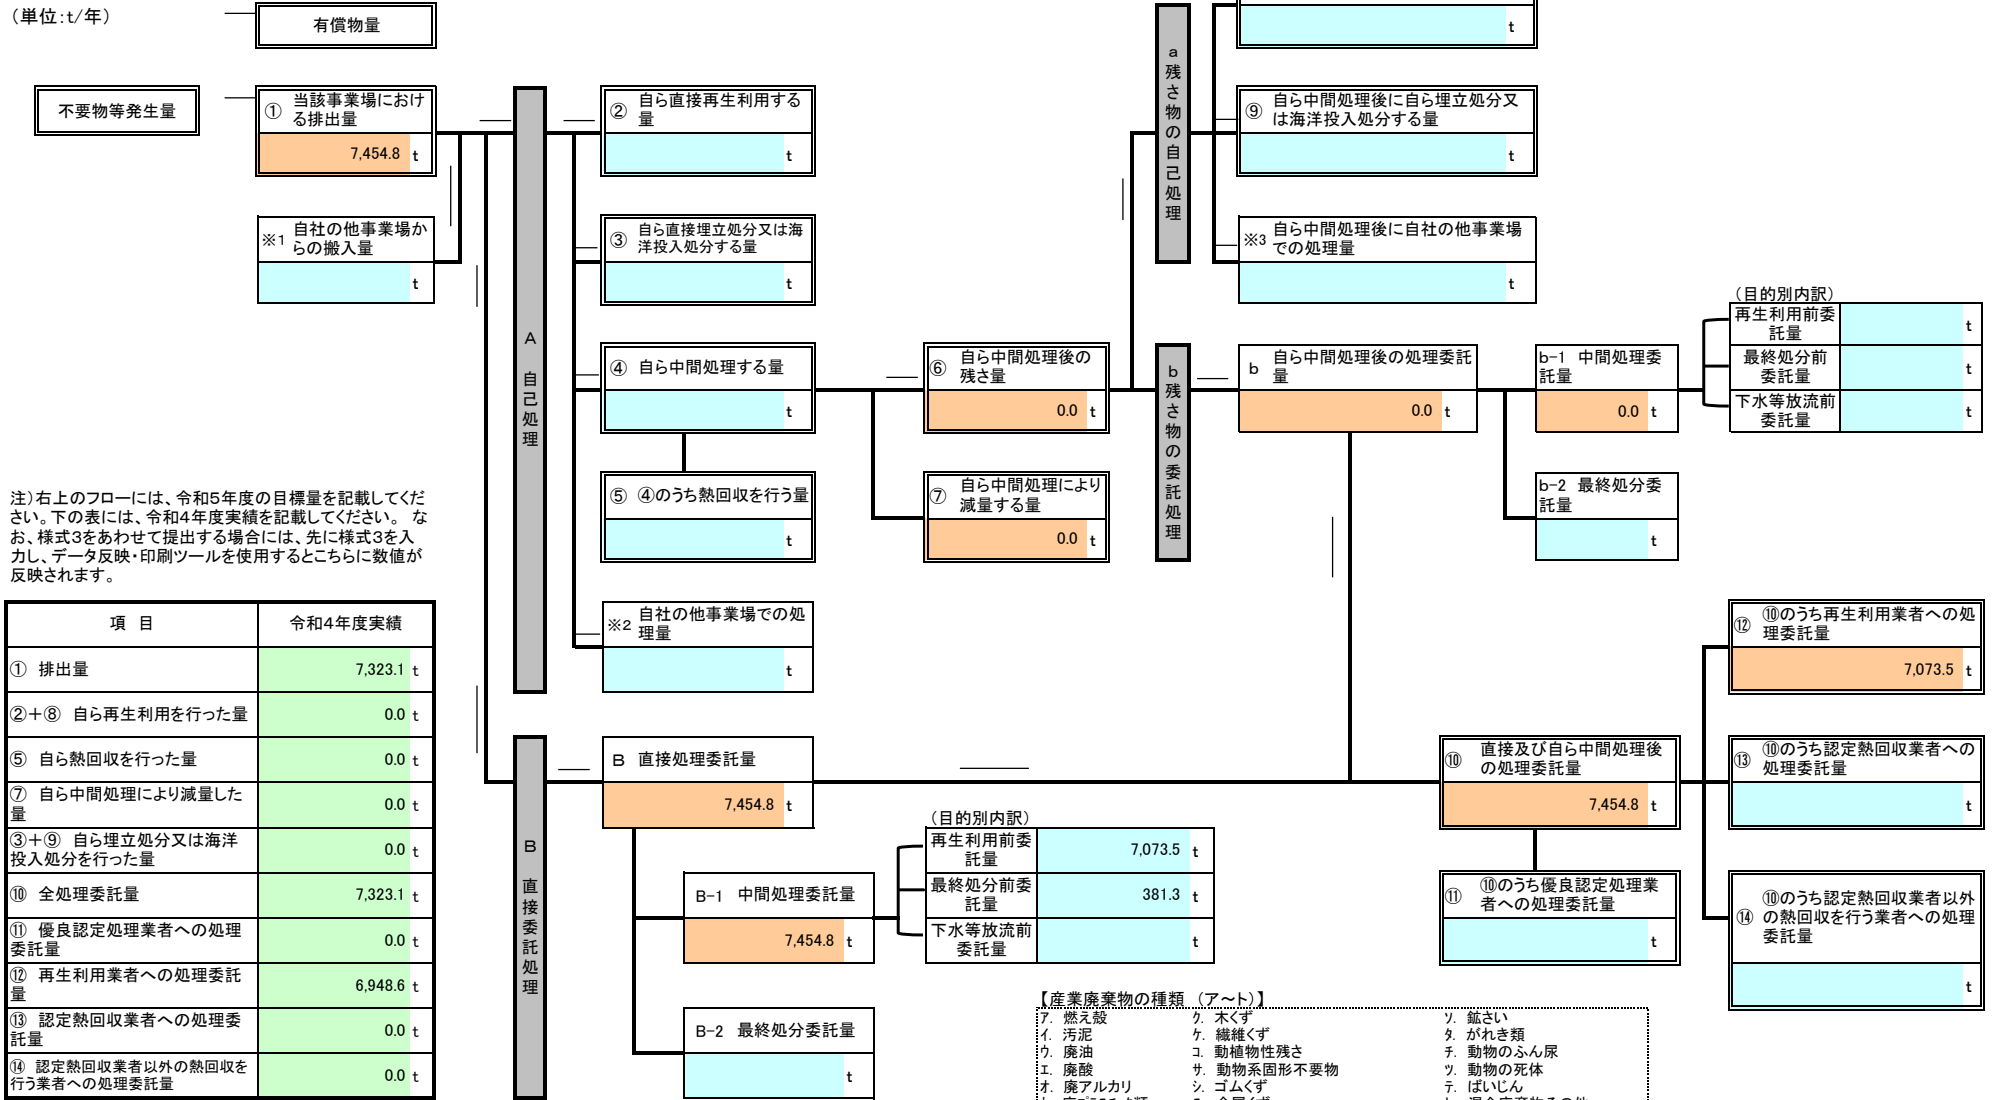 （単位：t/年）
有償物量
t
不要物等発生量
① 当該事業場におけ
る排出量
7,454.8 t
※1 自社の他事業場か
らの搬入量
t
A 自己処理
② 自ら直接再生利用する
量
t
③ 自ら直接埋立処分又は海
洋投入処分する量
t
④ 自ら中間処理する量
t
⑤ ④のうち熱回収を行う量
t
※2 自社の他事業場での処
理量
t
⑥ 自ら中間処理後の
残さ量
0.0 t
⑦ 自ら中間処理により
減量する量
0.0 t
a 残さ物の自己処理
⑨ 自ら中間処理後に自ら埋立処分又
は海洋投入処分する量
t
※3 自ら中間処理後に自社の他事業場
での処理量
t
b 残さ物の委託処理
b 自ら中間処理後の処理委託
量
0.0 t
b-1 中間処理委
託量
0.0 t
b-2 最終処分委
託量
t
（目的別内訳）
再生利用前委
託量
t
最終処分前
委託量
t
下水等放流前
委託量
t
注）右上のフローには、令和５年度の目標量を記載してくだ
さい。下の表には、令和４年度実績を記載してください。 な
お、様式３をあわせて提出する場合には、先に様式３を入
力し、データ反映・印刷ツールを使用するとこちらに数値が
反映されます。
項 目 令和４年度実績
① 排出量 7,323.1 t
②＋⑧ 自ら再生利用を行った量 0.0 t
⑤ 自ら熱回収を行った量 0.0 t
⑦ 自ら中間処理により減量した
量 0.0 t
③＋⑨ 自ら埋立処分又は海洋
投入処分を行った量 0.0 t
⑩ 全処理委託量 7,323.1 t
⑪ 優良認定処理業者への処理
委託量 0.0 t
⑫ 再生利用業者への処理委託
量 6,948.6 t
⑬ 認定熱回収業者への処理委
託量 0.0 t
⑭ 認定熱回収業者以外の熱回収を
行う業者への処理委託量 0.0 t
B 直接委託処理
B 直接処理委託量
7,454.8 t
B-1 中間処理委託量
7,454.8 t
B-2 最終処分委託量
t
（目的別内訳）
再生利用前委
託量 7,073.5 t
最終処分前委
託量 381.3 t
下水等放流前
委託量 t
⑩ 直接及び自ら中間処理後
の処理委託量
7,454.8 t
⑪ ⑩のうち優良認定処理業
者への処理委託量
t
⑫ ⑩のうち再生利用業者への処
理委託量
7,073.5 t
⑬ ⑩のうち認定熱回収業者への
処理委託量
t
⑭ ⑩のうち認定熱回収業者以外
の熱回収を行う業者への処理
委託量
t
【産業廃棄物の種類 （ア～ト）】
ア. 燃え殻 ク. 木くず ソ. 鉱さい
イ. 汚泥 ケ. 繊維くず タ. がれき類
ウ. 廃油 コ. 動植物性残さ チ. 動物のふん尿
エ. 廃酸 サ. 動物系固形不要物 ツ. 動物の死体
オ. 廃アルカリ シ. ゴムくず テ. ばいじん